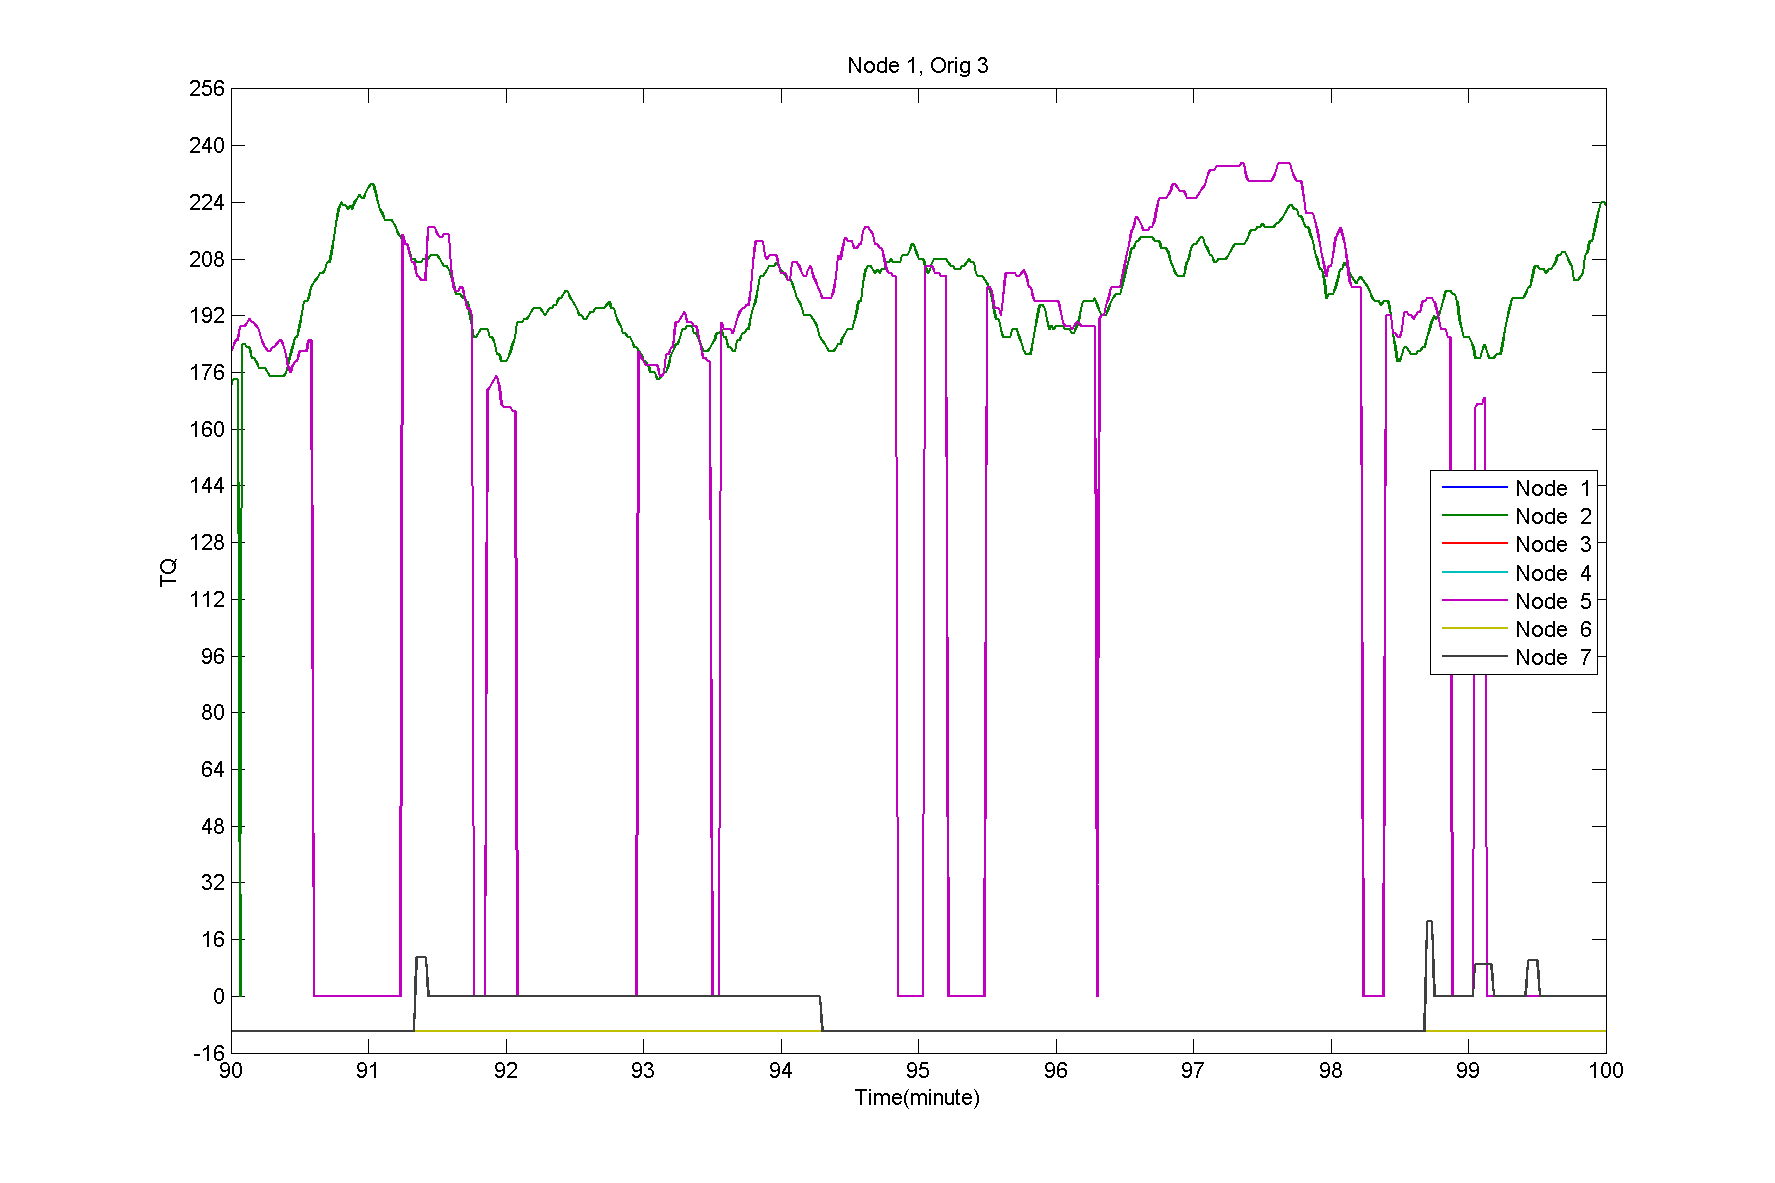 Node 1, Orig 3
256
240
224
208
192
176
160
144
128
112
96
80
64
48
32
16
0
-16
TQ
Node 1
Node 2
Node 3
Node 4
Node 5
Node 6
Node 7
90 91 92 93 94 95 96 97 98 99 100
Time(minute)